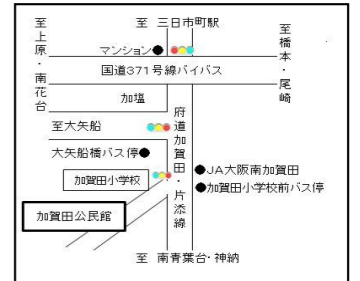 至 三日市町駅
至上原・南花台
至橋本・尾崎
マンション●
国道371号線バイパス
加塩
至大矢船
府道加賀田・片添線
大矢船橋バス停●
加賀田小学校
●JA大阪南加賀田
●加賀田小学校前バス停
加賀田公民館
至 南青葉台・神納